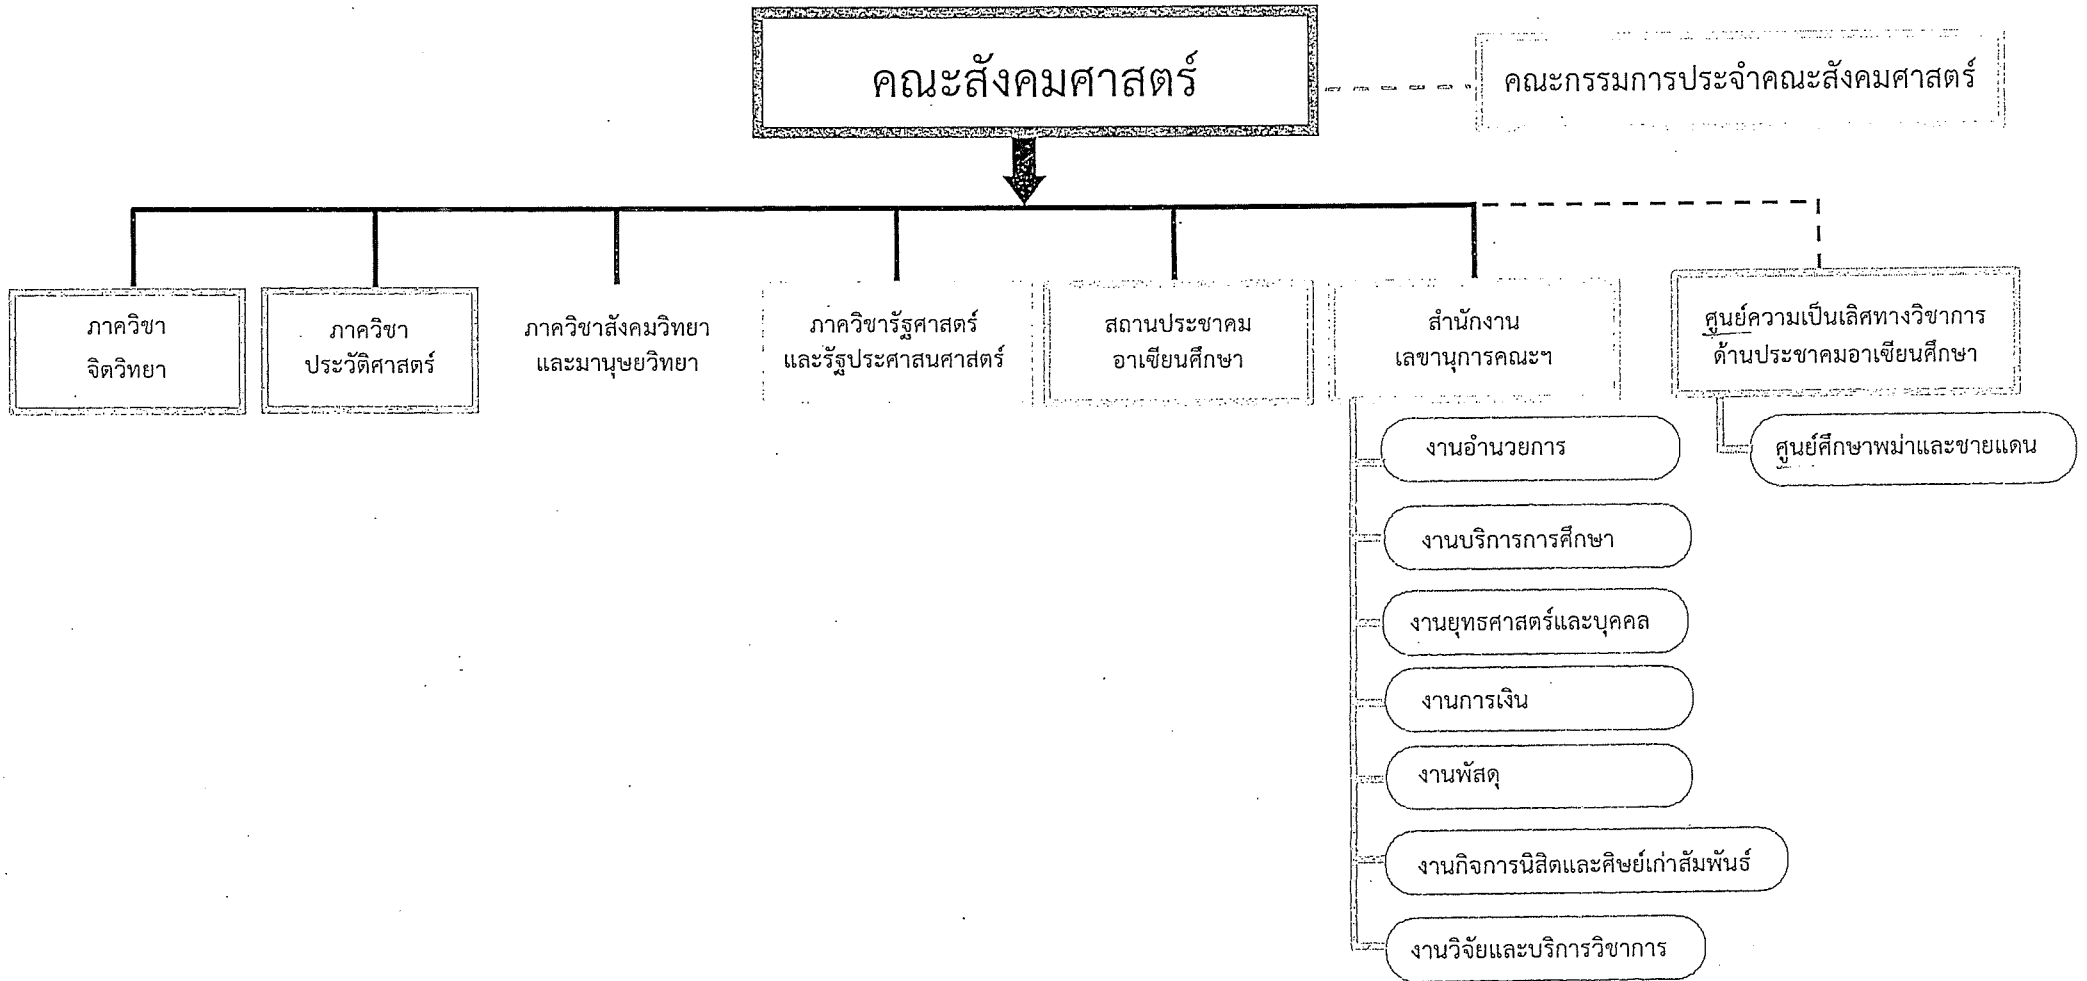 คณะสังคมศาสตร์
คณะกรรมการประจำคณะสังคมศาสตร์
ภาควิชา
จิตวิทยา
ภาควิชา
ประวัติศาสตร์
ภาควิชาสังคมวิทยา
และมานุษยวิทยา
ภาควิชารัฐศาสตร์
และรัฐประศาสนศาสตร์
สถานประชาคม
อาเซียนศึกษา
สำนักงาน
เลขานุการคณะฯ
ศูนย์ความเป็นเลิศทางวิชาการ
ด้านประชาคมอาเซียนศึกษา
งานอำนวยการ
งานบริการการศึกษา
งานยุทธศาสตร์และบุคคล
งานการเงิน
งานพัสดุ
งานกิจการนิสิตและศิษย์เก่าสัมพันธ์
งานวิจัยและบริการวิชาการ
ศูนย์ศึกษาพม่าและชายแดน